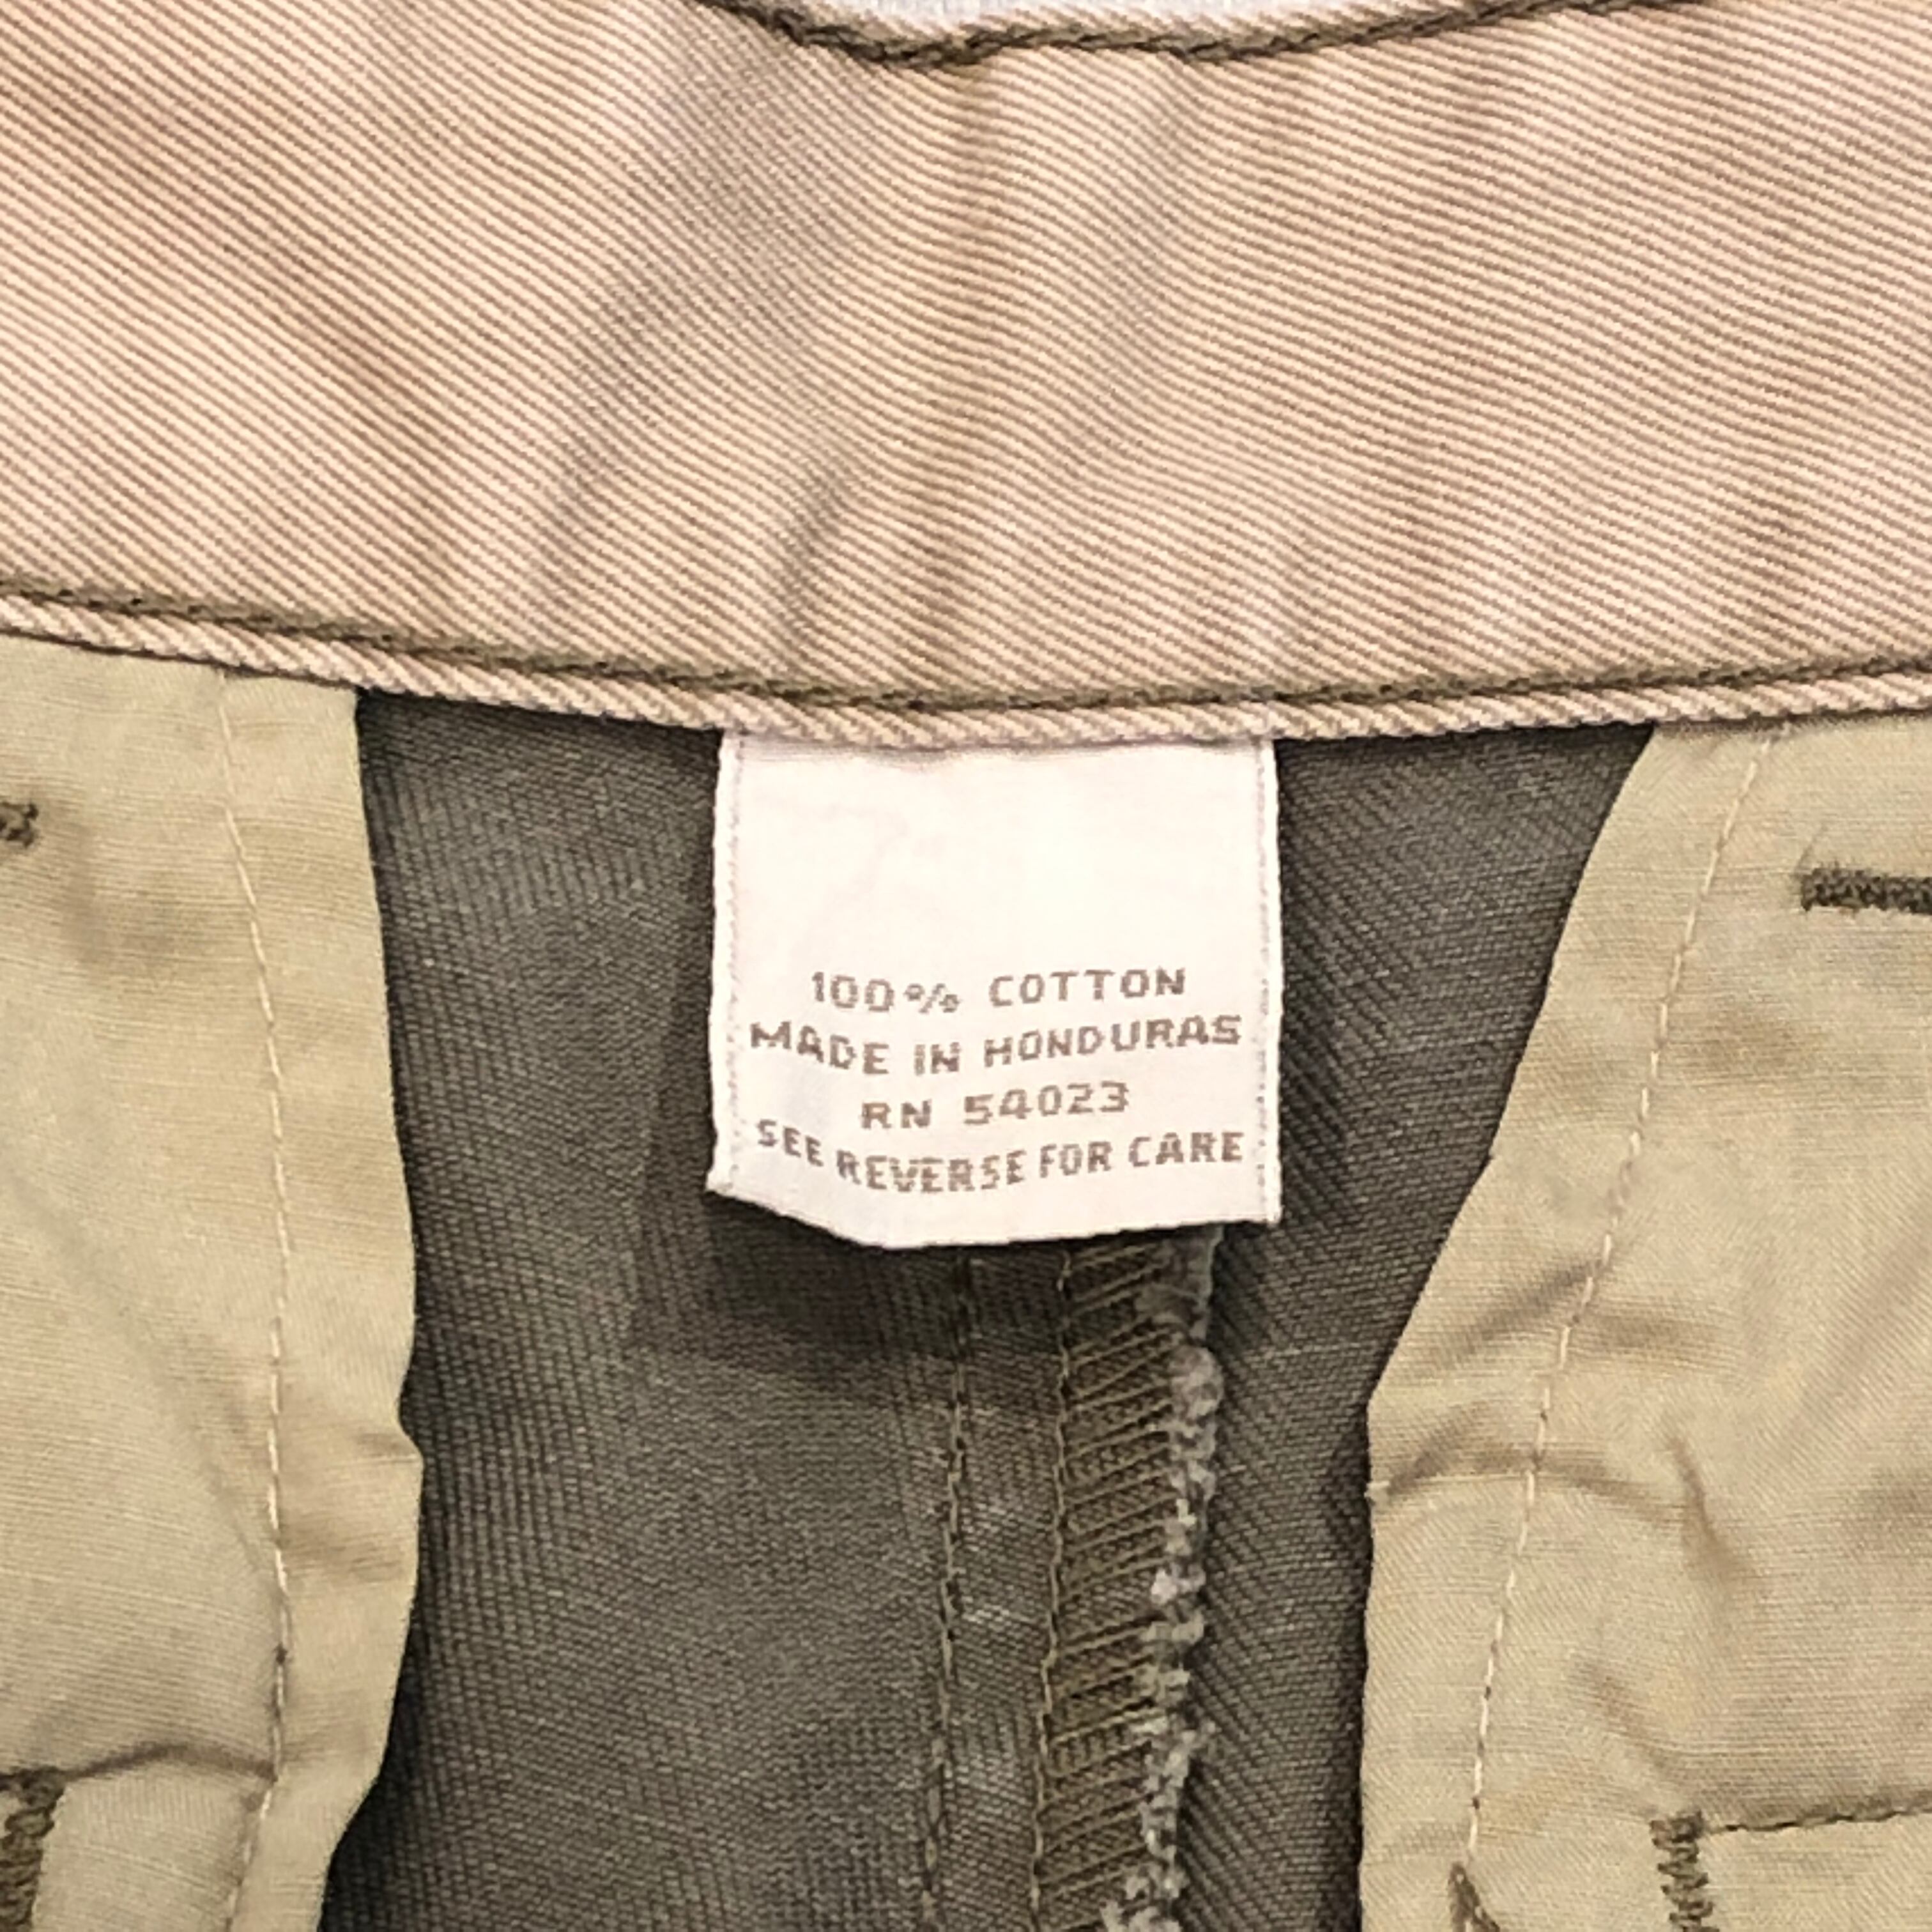 100% COTTON
MADE IN HONDURAS
RN 54023
SEE REVERSE FOR CARE